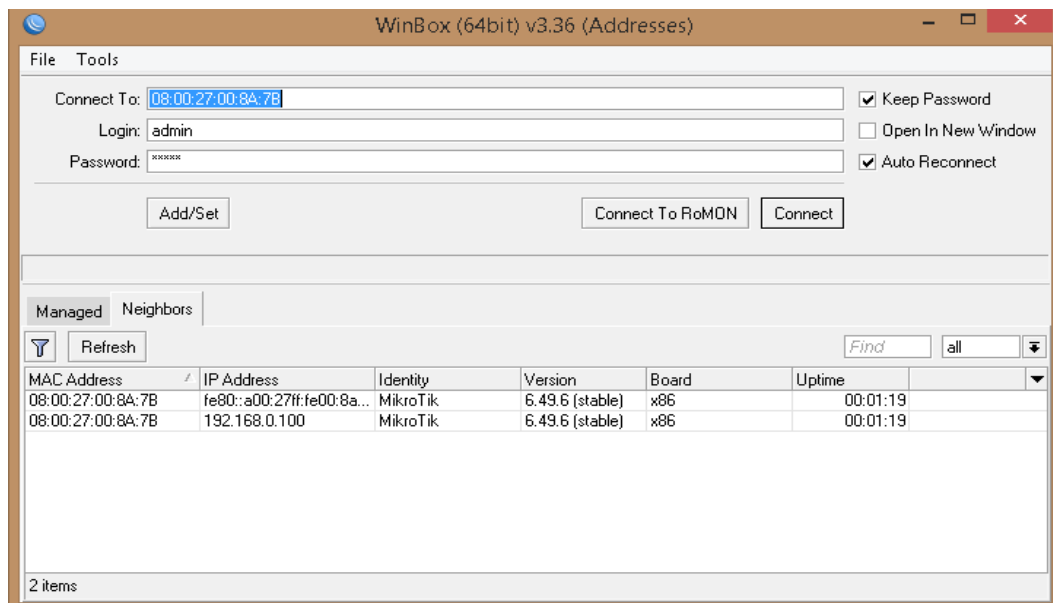 WinBox (64bit) v3.36 (Addresses)
File Tools
Connect To: 08:00:27:00:8A:7B
Keep Password
Login: admin
Open In New Window
Password: *****
Auto Reconnect
Add/Set Connect To RoMON Connect
Managed Neighbors
Refresh Find all
MAC Address IP Address Identity Version Board Uptime
08:00:27:00:8A:7B fe80::a00:27ff:fe00:8a... MikroTik 6.49.6 (stable) x86 00:01:19
08:00:27:00:8A:7B 192.168.0.100 MikroTik 6.49.6 (stable) x86 00:01:19
2 items